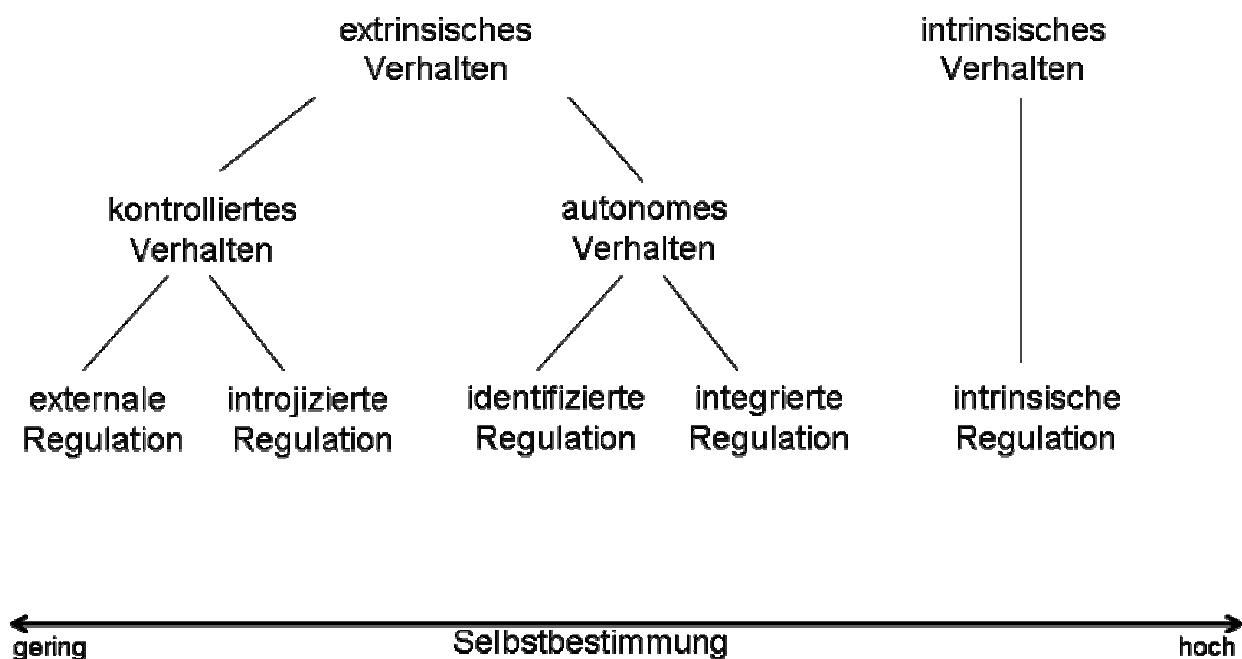 extrinsisches
Verhalten
intrinsisches
Verhalten
kontrolliertes
Verhalten
autonomes
Verhalten
externale
Regulation
introjizierte
Regulation
identifizierte
Regulation
integrierte
Regulation
intrinsische
Regulation
gering
Selbstbestimmung
hoch